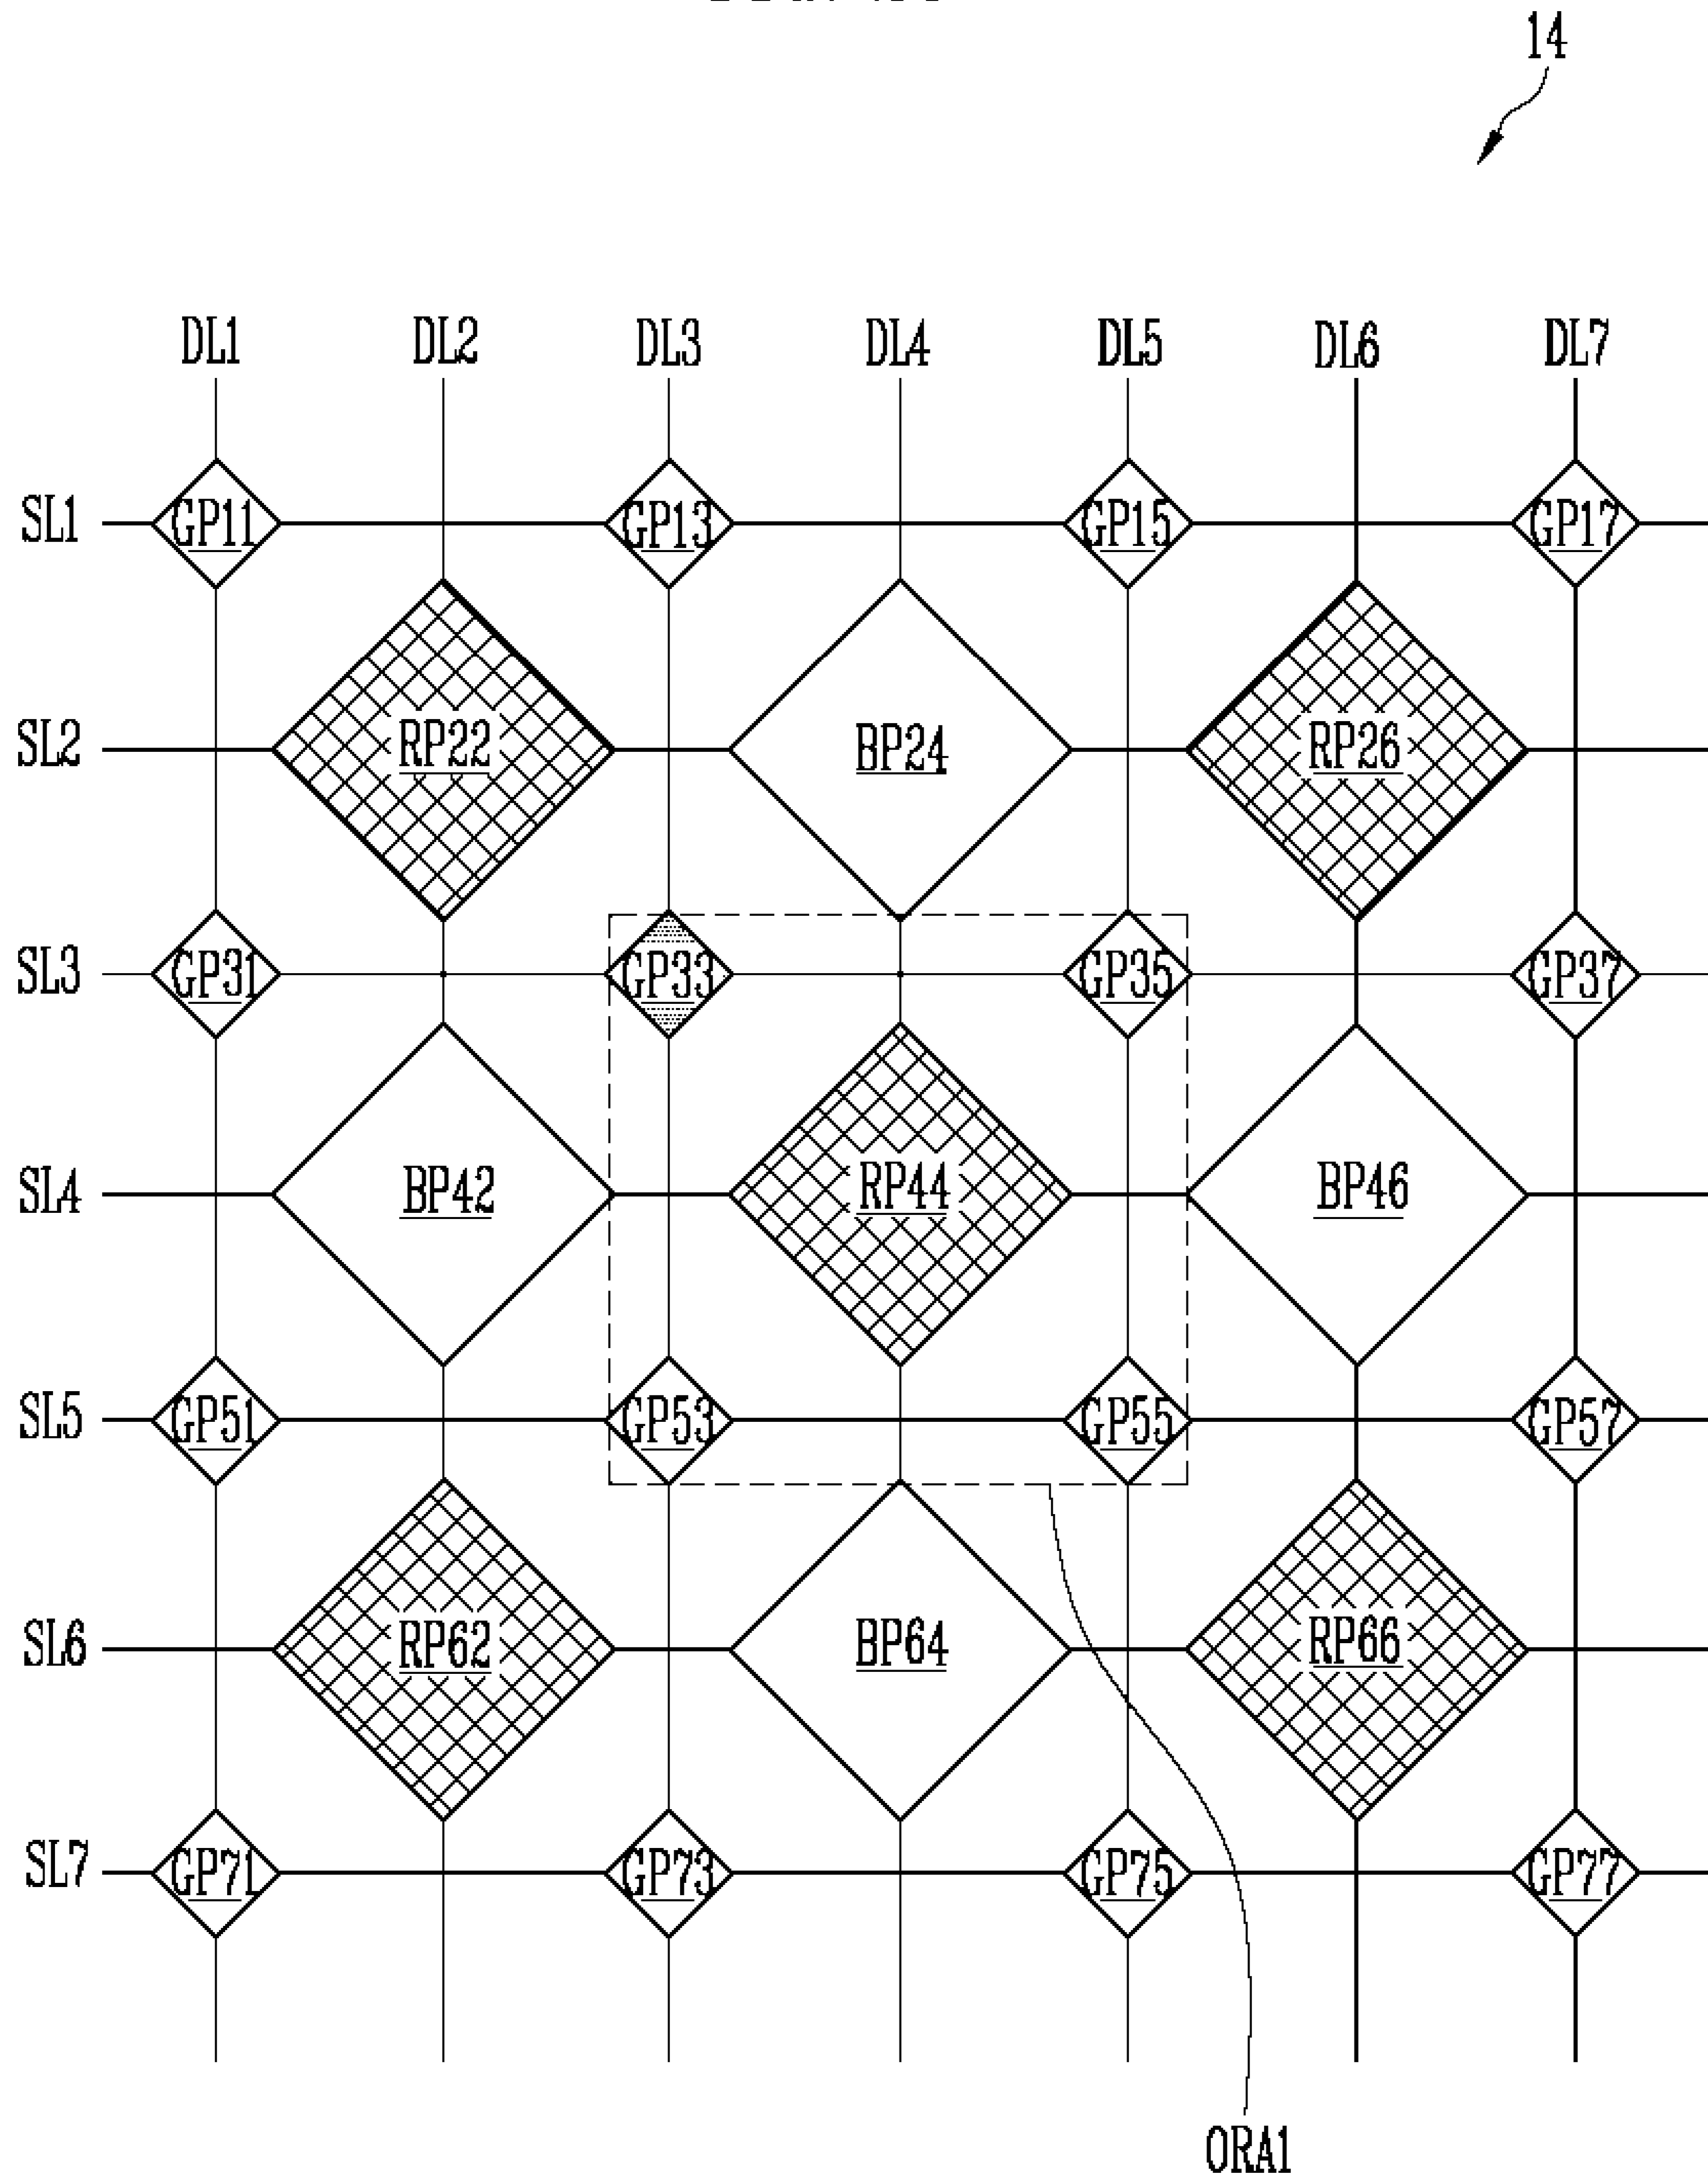 14
DL1 DL2 DL3 DL4 DL5 DL6 DL7
SL1 GP11 GP13 GP15 GP17
SL2 RP22 BP24 RP26
SL3 GP31 GP33 GP35 GP37
SL4 BP42 RP44 BP46
SL5 GP51 GP53 GP55 GP57
SL6 RP62 BP64 RP66
SL7 GP71 GP73 GP75 GP77
ORA1